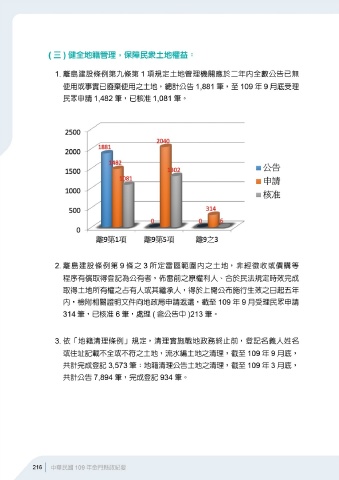 (三) 健全地籍管理，保障民眾土地權益。
1. 離島建設條例第九條第 1 項規定土地管理機關應於二年內全數公告已無
使用或事實已廢棄使用之土地，總計公告 1,881 筆，至 109 年 9 月底受理
民眾申請 1,482 筆，已核准 1,081 筆。
2500
2000
1500
1000
500
0
1881
1482
1081
0
2040
1302
0
314
6
離9第1項
離9第5項
離9之3
公告
申請
核准
2. 離島建設條例第 9 條之 3 所定當區範圍內之土地，非經徵收或價購等
程序有償取得登記為公有者，佈雷前之原權利人、合於民法規定時效完成
取得土地所有權之占有人或其繼承人，得於上開公布施行生效之日起五年
內，檢附相關證明文件向地政局申請返還，截至 109 年 9 月受理民眾申請
314 筆，已核准 6 筆，處理 ( 含公告中 )213 筆。
3. 依「地籍清理條例」規定，清理實施戰地政務終止前，登記名義人姓名
或住址記載不全或不符之土地，流水編土地之清理，截至 109 年 9 月底，
共計完成登記 3,573 筆；地籍清理公告土地之清理，截至 109 年 3 月底，
共計公告 7,894 筆，完成登記 934 筆。
216
中華民國 109 年金門縣政紀要